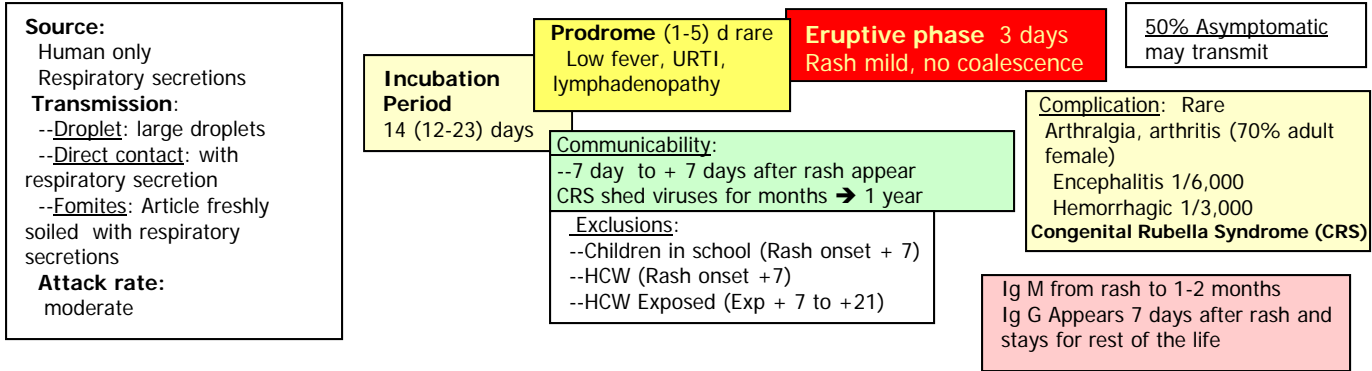 Source:
Human only
Respiratory secretions
Transmission:
--Droplet: large droplets
--Direct contact: with
respiratory secretion
--Fomites: Article freshly
soiled with respiratory
secretions
Attack rate:
moderate
Incubation
Period
14 (12-23) days
Prodrome (1-5) d rare
Low fever, URTI,
lymphadenopathy
Eruptive phase 3 days
Rash mild, no coalescence
50% Asymptomatic
may transmit
Communicability:
--7 day to + 7 days after rash appear
CRS shed viruses for months ➔ 1 year
Exclusions:
--Children in school (Rash onset + 7)
--HCW (Rash onset +7)
--HCW Exposed (Exp + 7 to +21)
Complication: Rare
Arthralgia, arthritis (70% adult
female)
Encephalitis 1/6,000
Hemorrhagic 1/3,000
Congenital Rubella Syndrome (CRS)
Ig M from rash to 1-2 months
Ig G Appears 7 days after rash and
stays for rest of the life